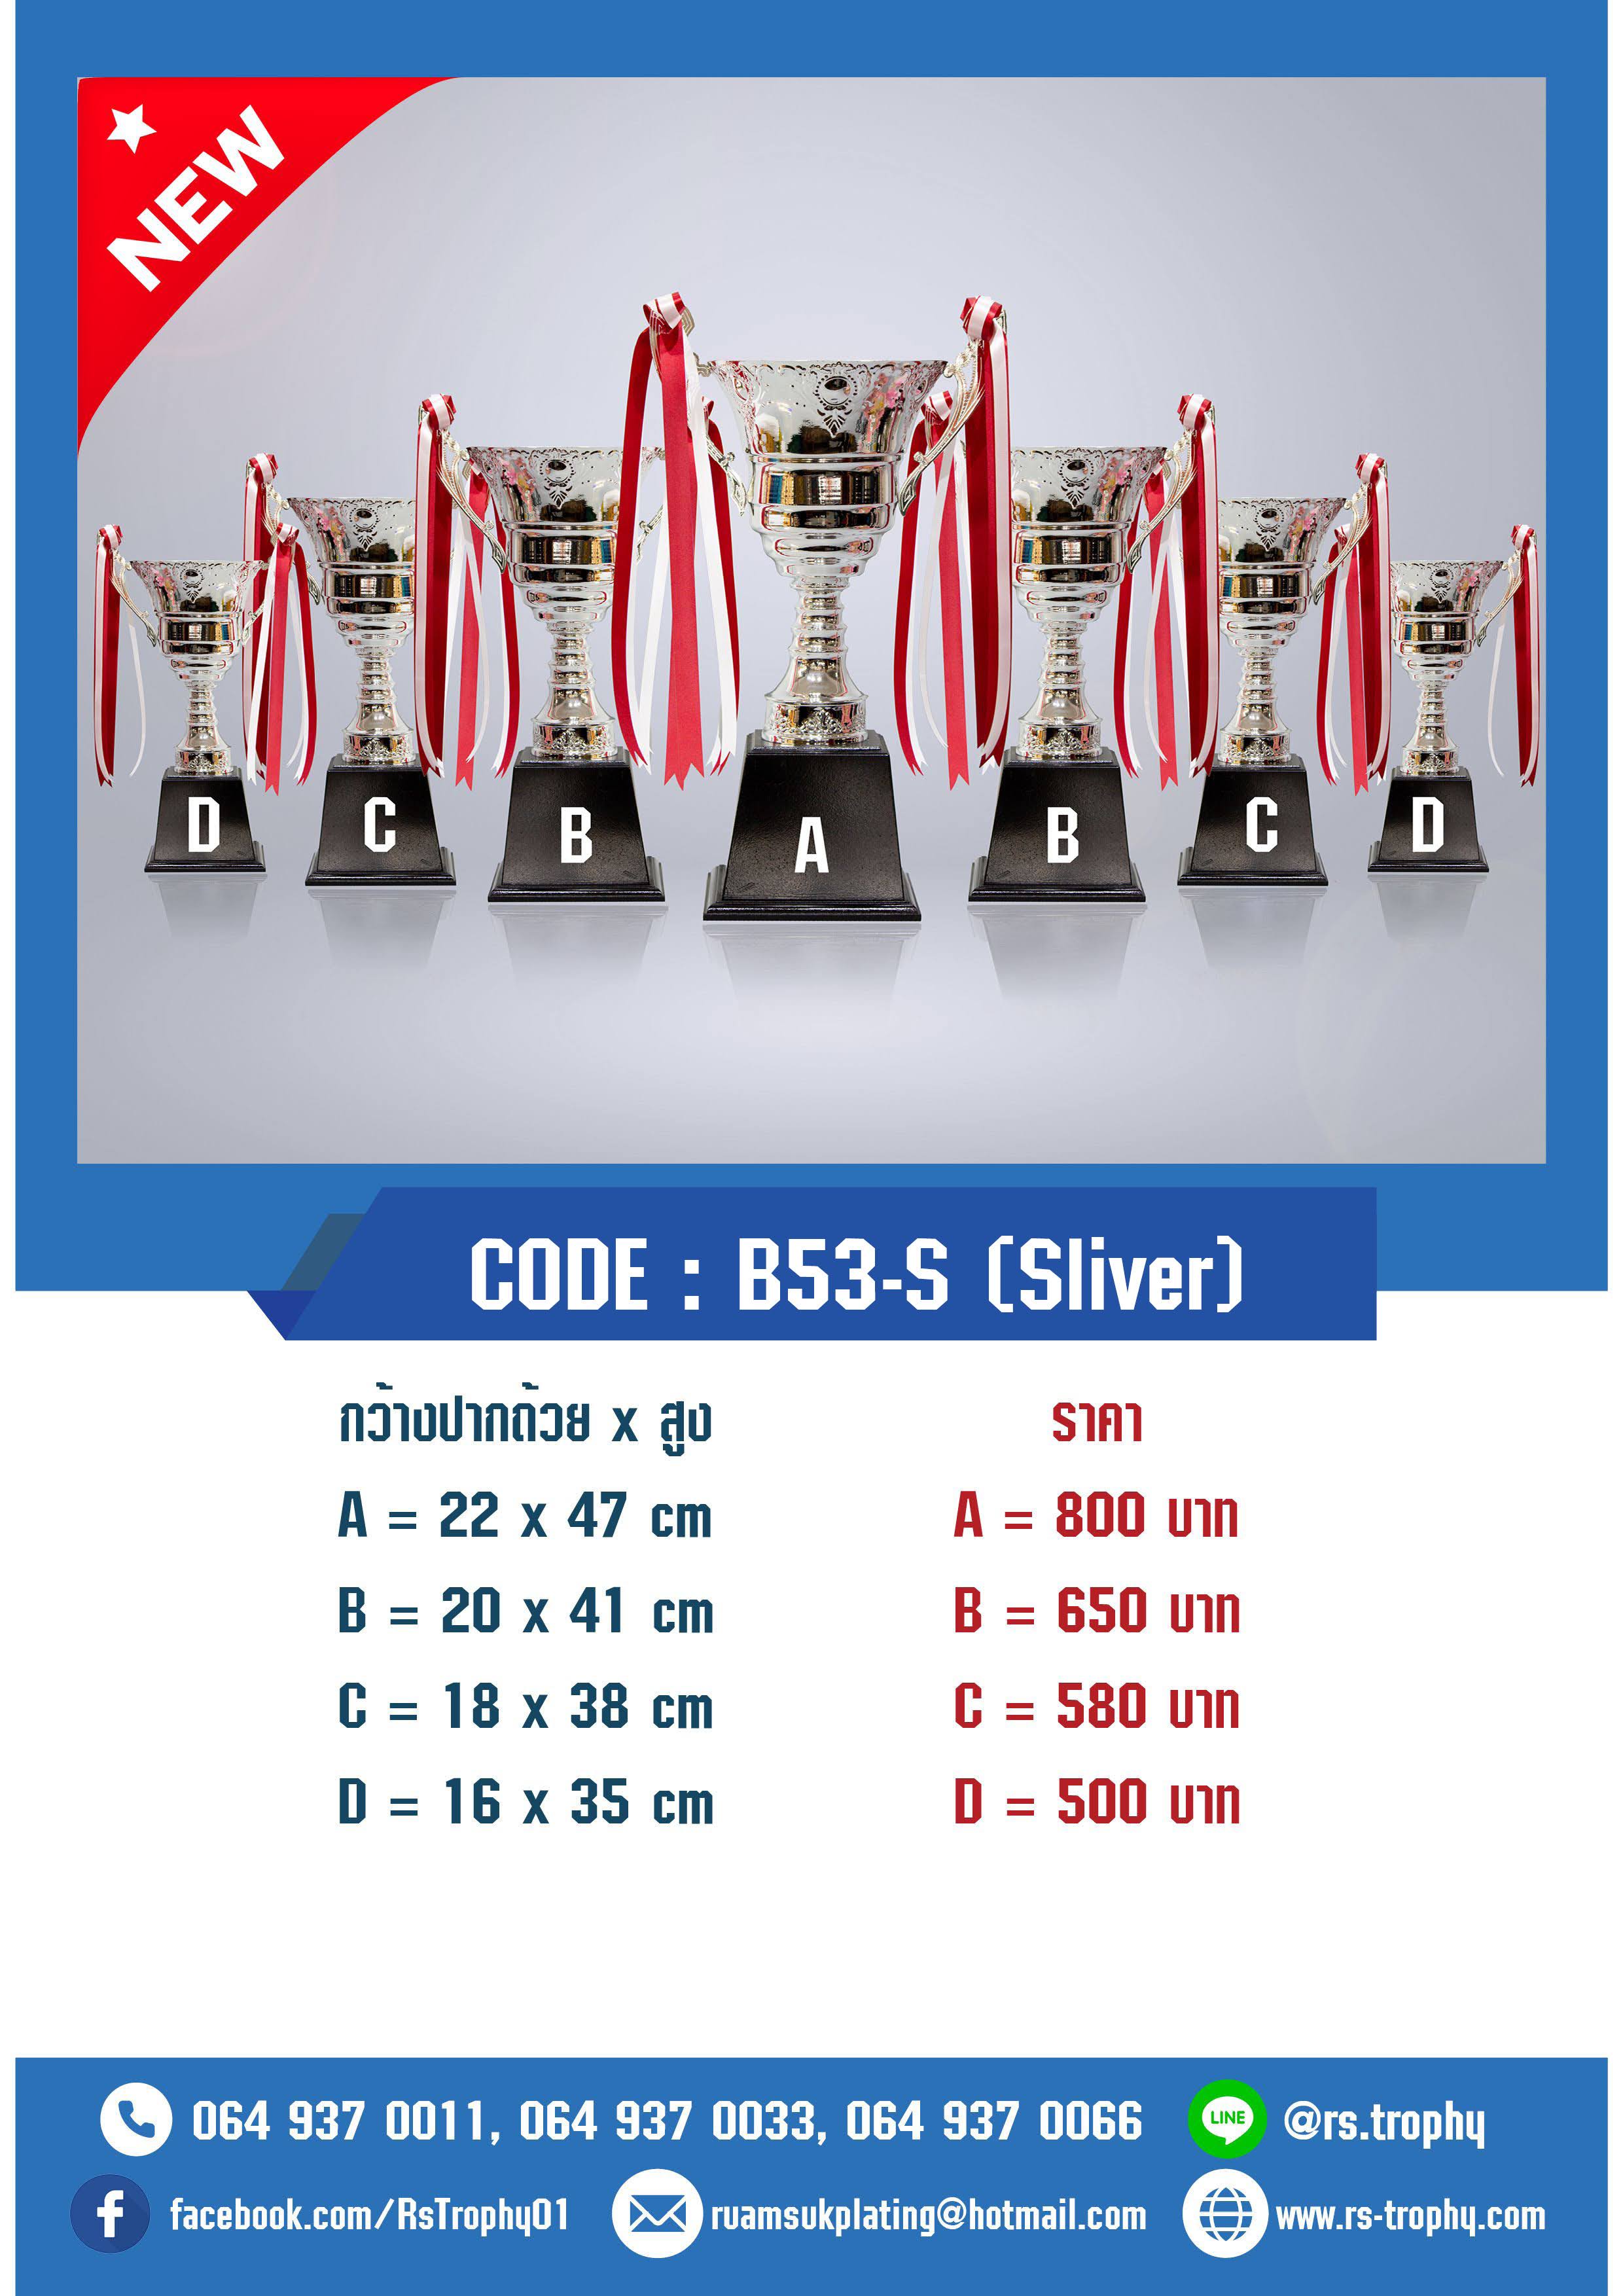 NEW
D C B A B C D
CODE : B53-S (Sliver)
กว้างปากถ้วย x สูง
ราคา
A = 22 x 47 cm
A = 800 บาท
B = 20 x 41 cm
B = 650 บาท
C = 18 x 38 cm
C = 580 บาท
D = 16 x 35 cm
D = 500 บาท
064 937 0011, 064 937 0033, 064 937 0066
LINE @rs.trophy
f facebook.com/RsTrophy01
ruamsukplating@hotmail.com
www.rs-trophy.com